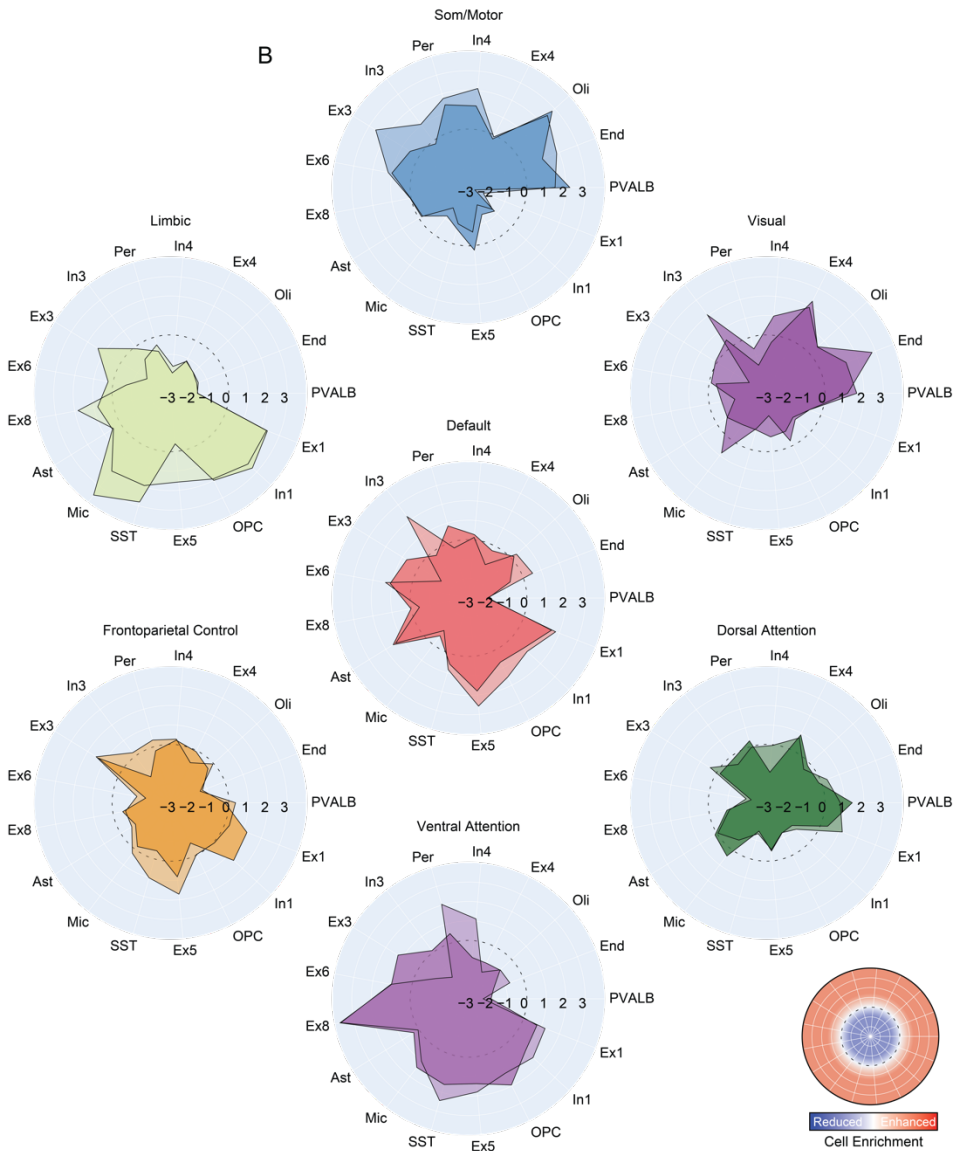 B
Som/Motor
In4
Per
Ex4
In3
Oli
Ex3
End
Ex6
−3 −2 −1 0 1 2 3 PVALB
Ex8
Ex1
Ast
In1
Mic
OPC
SST
Ex5
Limbic
In4
Per
Ex4
In3
Oli
Ex3
End
Ex6
−3 −2 −1 0 1 2 3 PVALB
Ex8
Ex1
Ast
In1
Mic
OPC
SST
Ex5
Visual
In4
Per
Ex4
In3
Oli
Ex3
End
Ex6
−3 −2 −1 0 1 2 3 PVALB
Ex8
Ex1
Ast
In1
Mic
OPC
SST
Ex5
Default
In4
Per
Ex4
In3
Oli
Ex3
End
Ex6
−3 −2 −1 0 1 2 3 PVALB
Ex8
Ex1
Ast
In1
Mic
OPC
SST
Ex5
Frontoparietal Control
In4
Per
Ex4
In3
Oli
Ex3
End
Ex6
−3 −2 −1 0 1 2 3 PVALB
Ex8
Ex1
Ast
In1
Mic
OPC
SST
Ex5
Dorsal Attention
In4
Per
Ex4
In3
Oli
Ex3
End
Ex6
−3 −2 −1 0 1 2 3 PVALB
Ex8
Ex1
Ast
In1
Mic
OPC
SST
Ex5
Ventral Attention
In4
Per
Ex4
In3
Oli
Ex3
End
Ex6
−3 −2 −1 0 1 2 3 PVALB
Ex8
Ex1
Ast
In1
Mic
OPC
SST
Ex5
Reduced Enhanced
Cell Enrichment